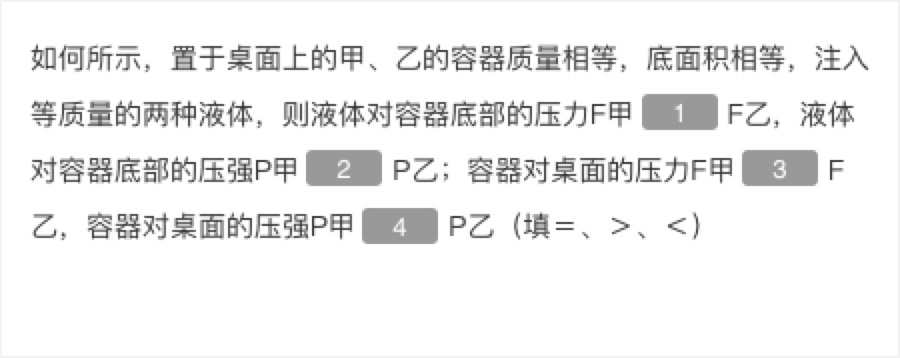 如何所示，置于桌面上的甲、乙的容器质量相等，底面积相等，注入
等质量的两种液体，则液体对容器底部的压力F甲 1 F乙，液体
对容器底部的压强P甲 2 P乙；容器对桌面的压力F甲 3 F
乙，容器对桌面的压强P甲 4 P乙（填＝、＞、＜）